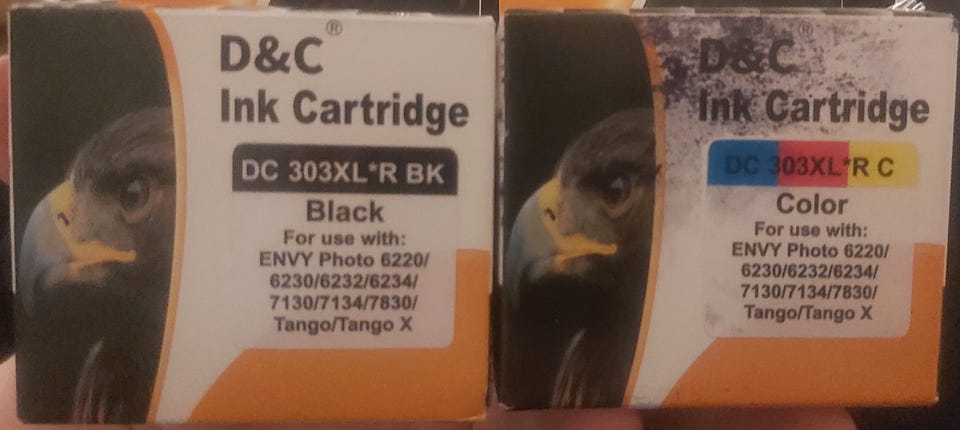 D&C®
Ink Cartridge
DC 303XL*R BK
Black
For use with:
ENVY Photo 6220/
6230/6232/6234/
7130/7134/7830/
Tango/Tango X
D&C®
Ink Cartridge
DC 303XL*R C
Color
For use with:
ENVY Photo 6220/
6230/6232/6234/
7130/7134/7830/
Tango/Tango X